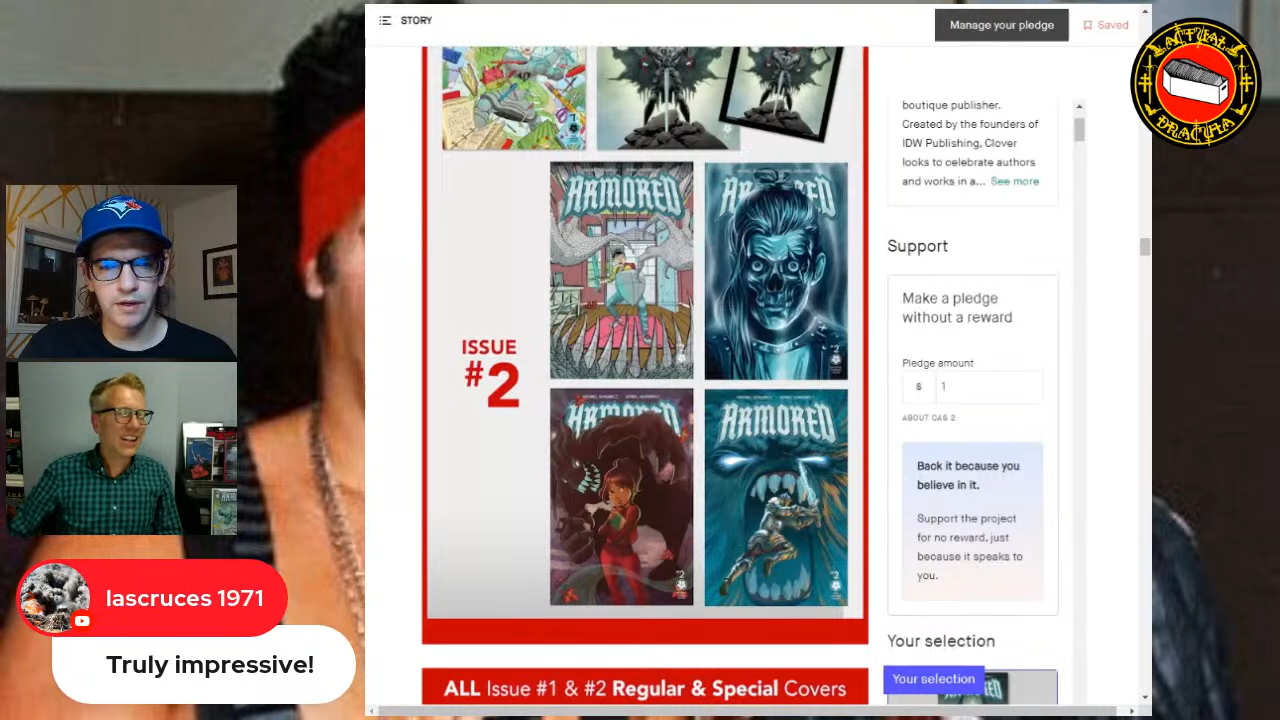 STORY
Manage your pledge
Saved
ACTUAL
DRACHA
boutique publisher.
Created by the founders of
IDW Publishing, Clover
looks to celebrate authors
and works in a... See more
Support
Make a pledge
without a reward
Pledge amount
$ 1
ABOUT CA$ 2
Back it because you
believe in it.
Support the project
for no reward, just
because it speaks to
you.
Your selection
Your selection
ARMORED
ARMORED
ARMORED
ARMORED
ISSUE
#2
ALL Issue #1 & #2 Regular & Special Covers
ARMORED
lascruces 1971
Truly impressive!